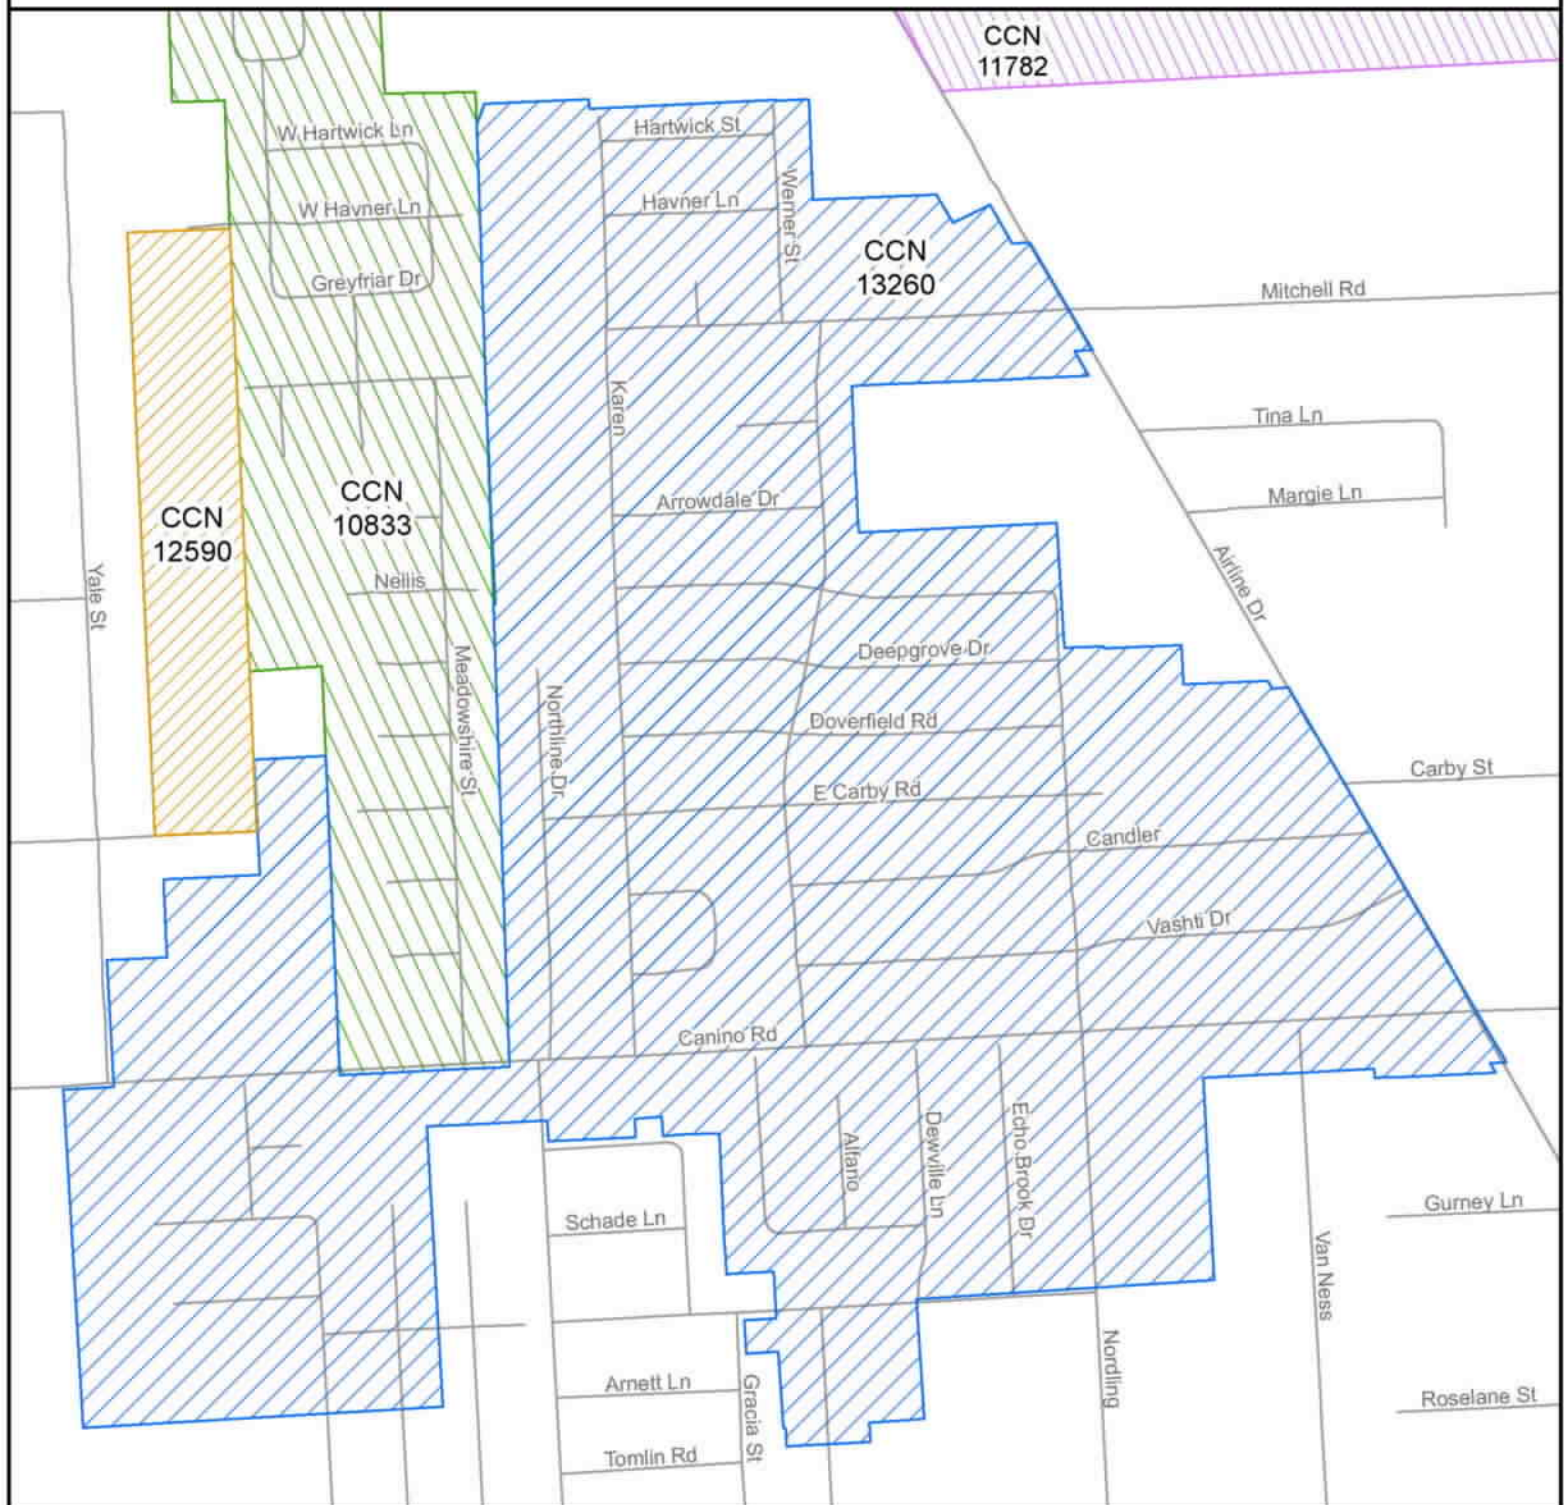 CCN
11782
W Hartwick Ln
Hartwick St
W Havner Ln
Havner Ln
Werner St
CCN
13260
Greyfriar Dr
Mitchell Rd
Karen
Tina Ln
CCN
10833
Arrowdale Dr
Margie Ln
CCN
12590
Yale St
Nellis
Airline Dr
Meadowshire St
Deepgrove Dr
Northline Dr
Doverfield Rd
Carby St
E Carby Rd
Candler
Vashti Dr
Canino Rd
Alfano
Dewville Ln
Echo Brook Dr
Schade Ln
Gurney Ln
Van Ness
Nordling
Arnett Ln
Gracia St
Roselane St
Tomlin Rd